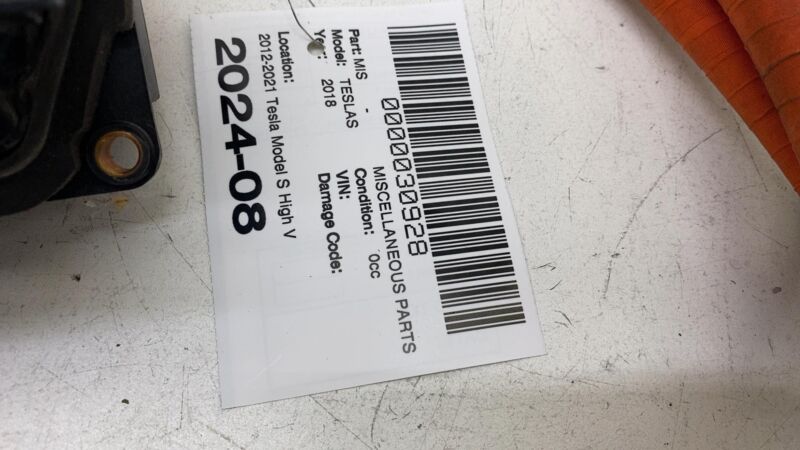 0000030928
MISCELLANEOUS PARTS
Part: MIS -
Model: TESLAS
Year: 2018
Condition: 0cc
VIN:
Damage Code:
Location:
2012-2021 Tesla Model S High V
2024-08